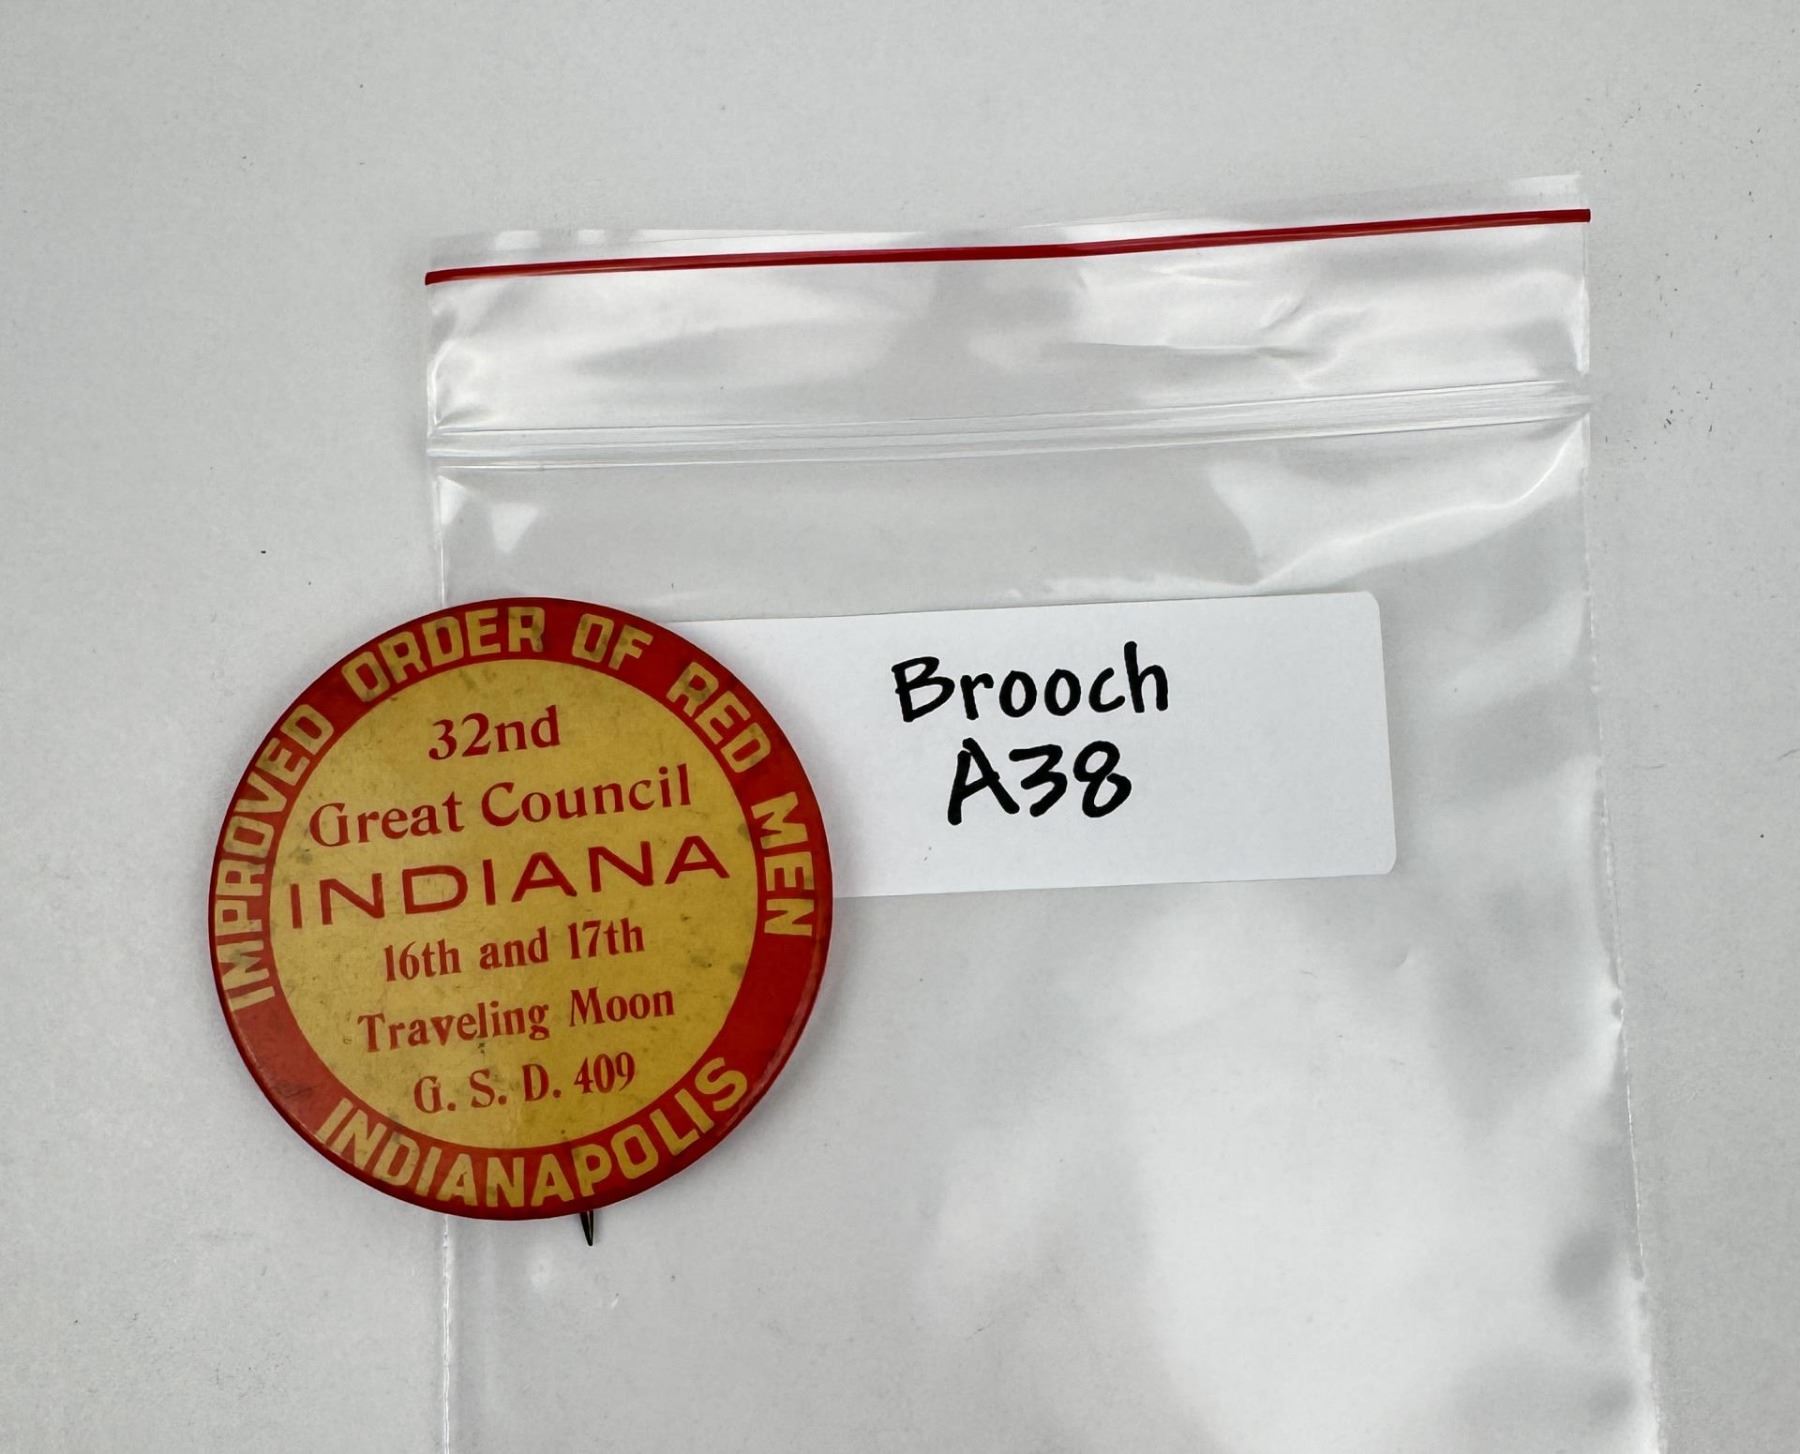 IMPROVED ORDER OF RED MEN
32nd
Great Council
INDIANA
16th and 17th
Traveling Moon
G. S. D. 409
INDIANAPOLIS
Brooch
A38